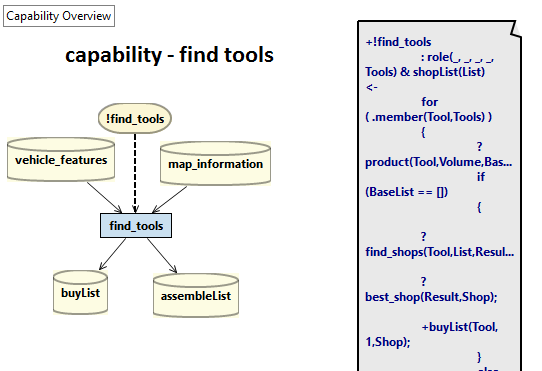 Capability Overview
capability - find tools
!find_tools
vehicle_features
map_information
find_tools
buyList
assembleList
+!find_tools
: role(_, _, _, _,
Tools) & shopList(List)
<-
for
( .member(Tool,Tools) )
{
?
product(Tool,Volume,Bas...
if
(BaseList == [])
{
?
find_shops(Tool,List,Resul...
?
best_shop(Result,Shop);
+buyList(Tool,
1,Shop);
}
else